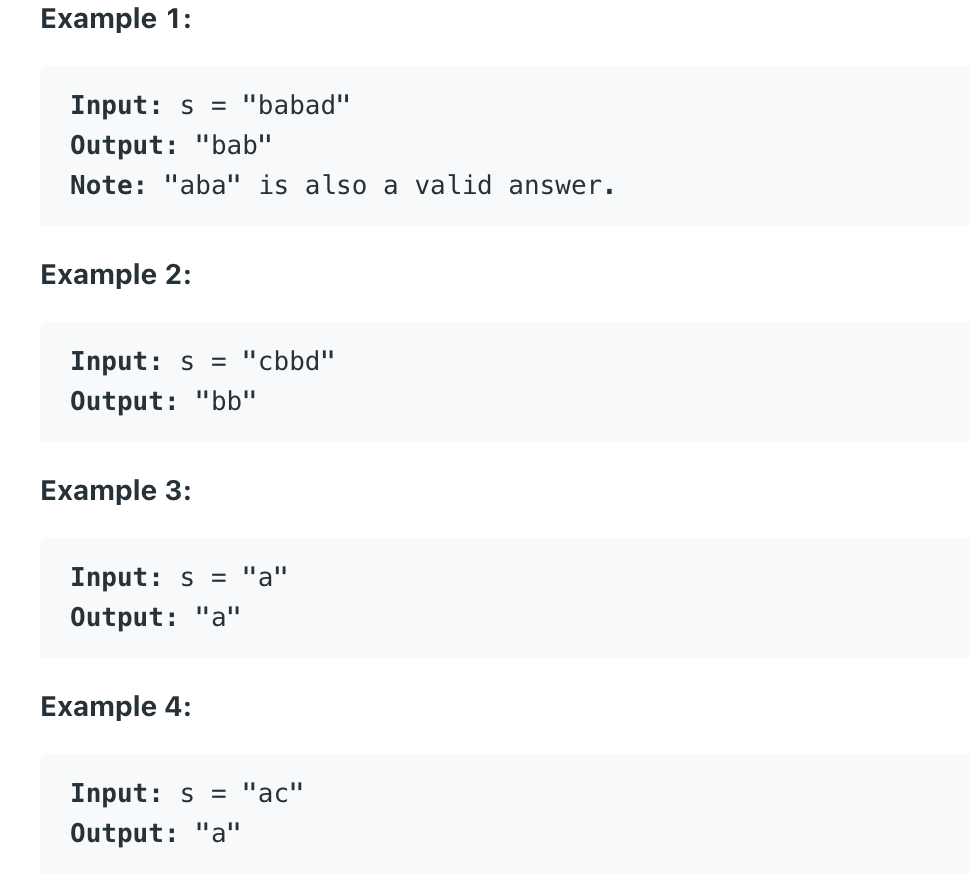 Example 1:
Input: s = "babad"
Output: "bab"
Note: "aba" is also a valid answer.
Example 2:
Input: s = "cbbd"
Output: "bb"
Example 3:
Input: s = "a"
Output: "a"
Example 4:
Input: s = "ac"
Output: "a"